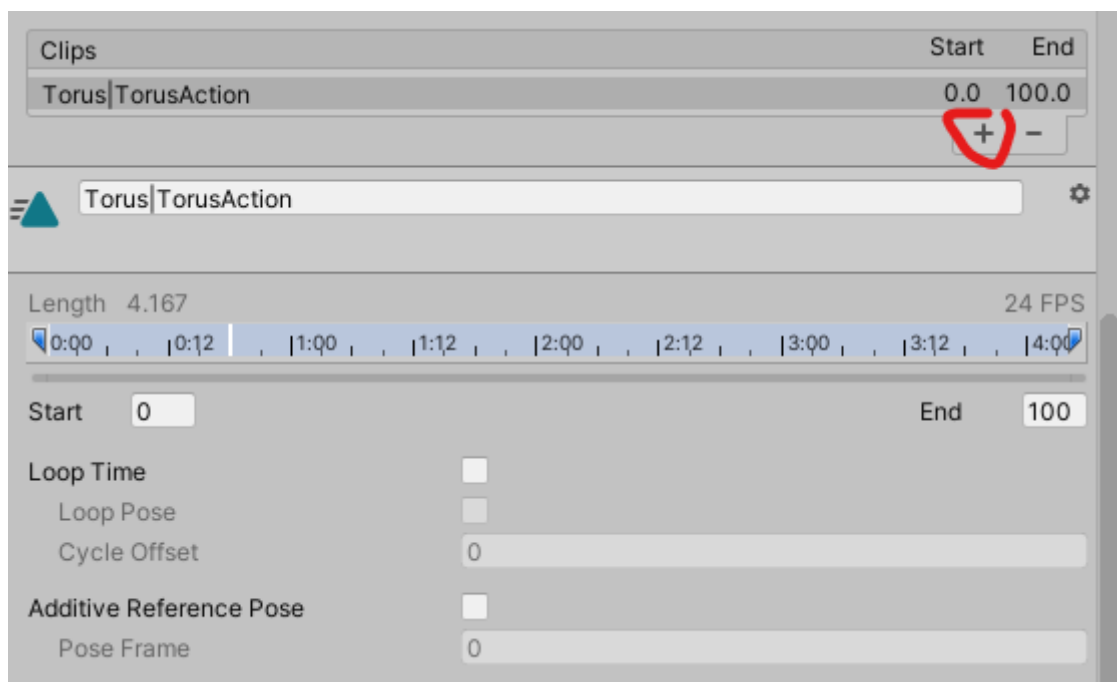 Clips Start End
Torus|TorusAction 0.0 100.0
+ −
Torus|TorusAction
Length 4.167 24 FPS
0:00 0:12 1:00 1:12 2:00 2:12 3:00 3:12 4:00
Start 0 End 100
Loop Time
Loop Pose
Cycle Offset 0
Additive Reference Pose
Pose Frame 0